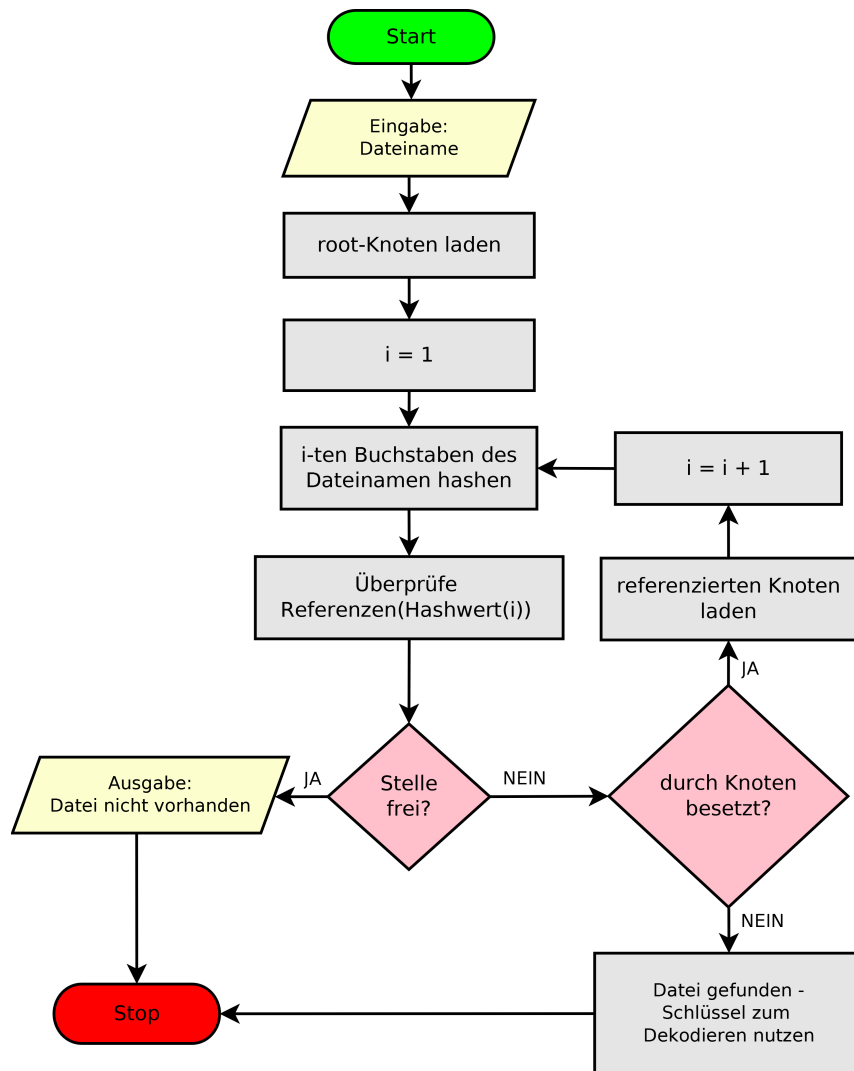 Start
Eingabe:
Dateiname
root-Knoten laden
i = 1
i-ten Buchstaben des
Dateinamen hashen
i = i + 1
Überprüfe
Referenzen(Hashwert(i))
referenzierten Knoten
laden
JA
Stelle
frei?
JA
NEIN
durch Knoten
besetzt?
Ausgabe:
Datei nicht vorhanden
NEIN
Datei gefunden -
Schlüssel zum
Dekodieren nutzen
Stop